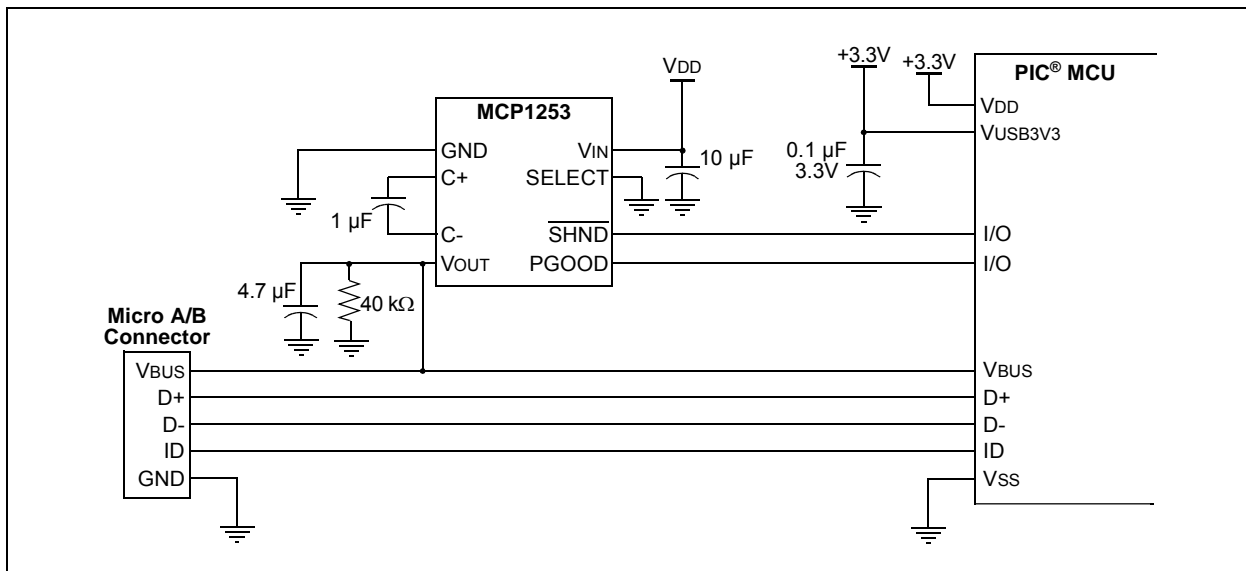 MCP1253
GND
C+
C-
VOUT
VIN
SELECT
SHND
PGOOD
VDD
10 µF
1 µF
4.7 µF
40 kΩ
+3.3V
+3.3V
0.1 µF
3.3V
PIC® MCU
VDD
VUSB3V3
I/O
I/O
VBUS
D+
D-
ID
VSS
Micro A/B
Connector
VBUS
D+
D-
ID
GND